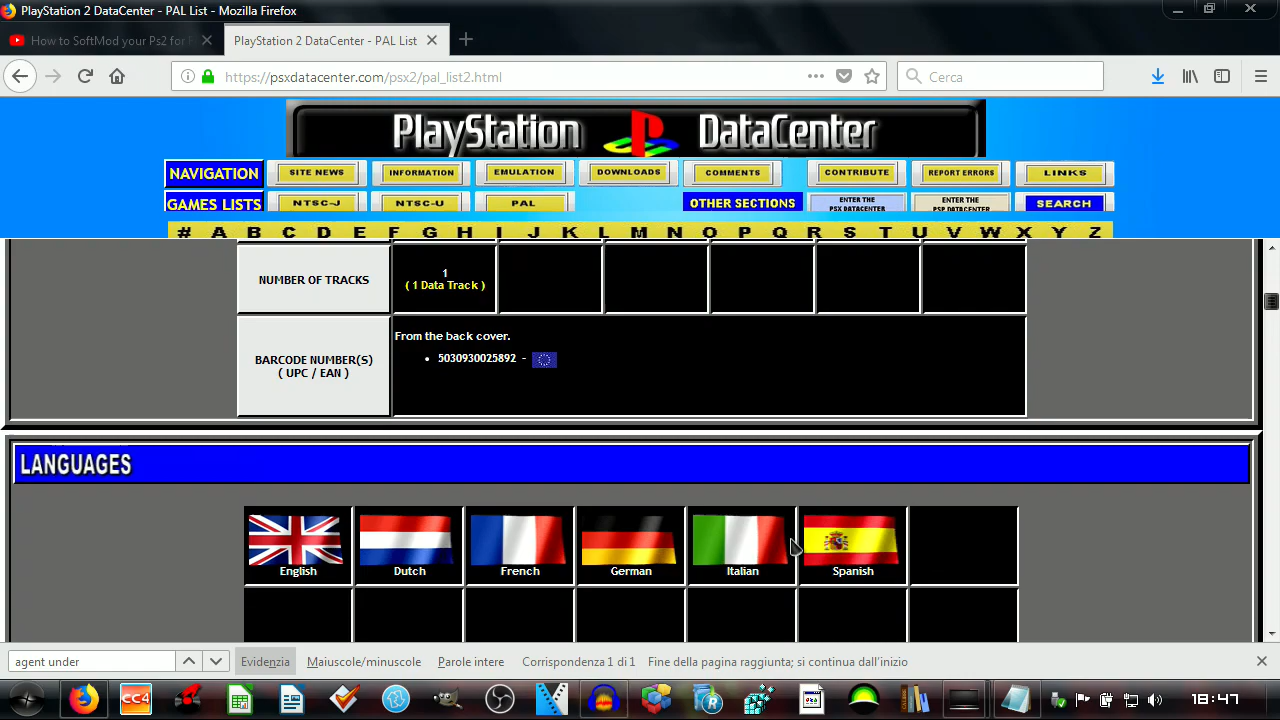 PlayStation 2 DataCenter - PAL List - Mozilla Firefox
How to SoftMod your Ps2 for
PlayStation 2 DataCenter - PAL List
https://psxdatacenter.com/psx2/pal_list2.html
Cerca
PlayStation DataCenter
NAVIGATION SITE NEWS INFORMATION EMULATION DOWNLOADS COMMENTS CONTRIBUTE REPORT ERRORS LINKS
GAMES LISTS NTSC-J NTSC-U PAL OTHER SECTIONS ENTER THE PSX DATACENTER ENTER THE PSP DATACENTER SEARCH
# A B C D E F G H I J K L M N O P Q R S T U V W X Y Z
NUMBER OF TRACKS
1
( 1 Data Track )
BARCODE NUMBER(S)
( UPC / EAN )
From the back cover.
• 5030930025892 -
LANGUAGES
English Dutch French German Italian Spanish
agent under
Evidenzia Maiuscole/minuscole Parole intere Corrispondenza 1 di 1 Fine della pagina raggiunta; si continua dall'inizio
CC4
18:47